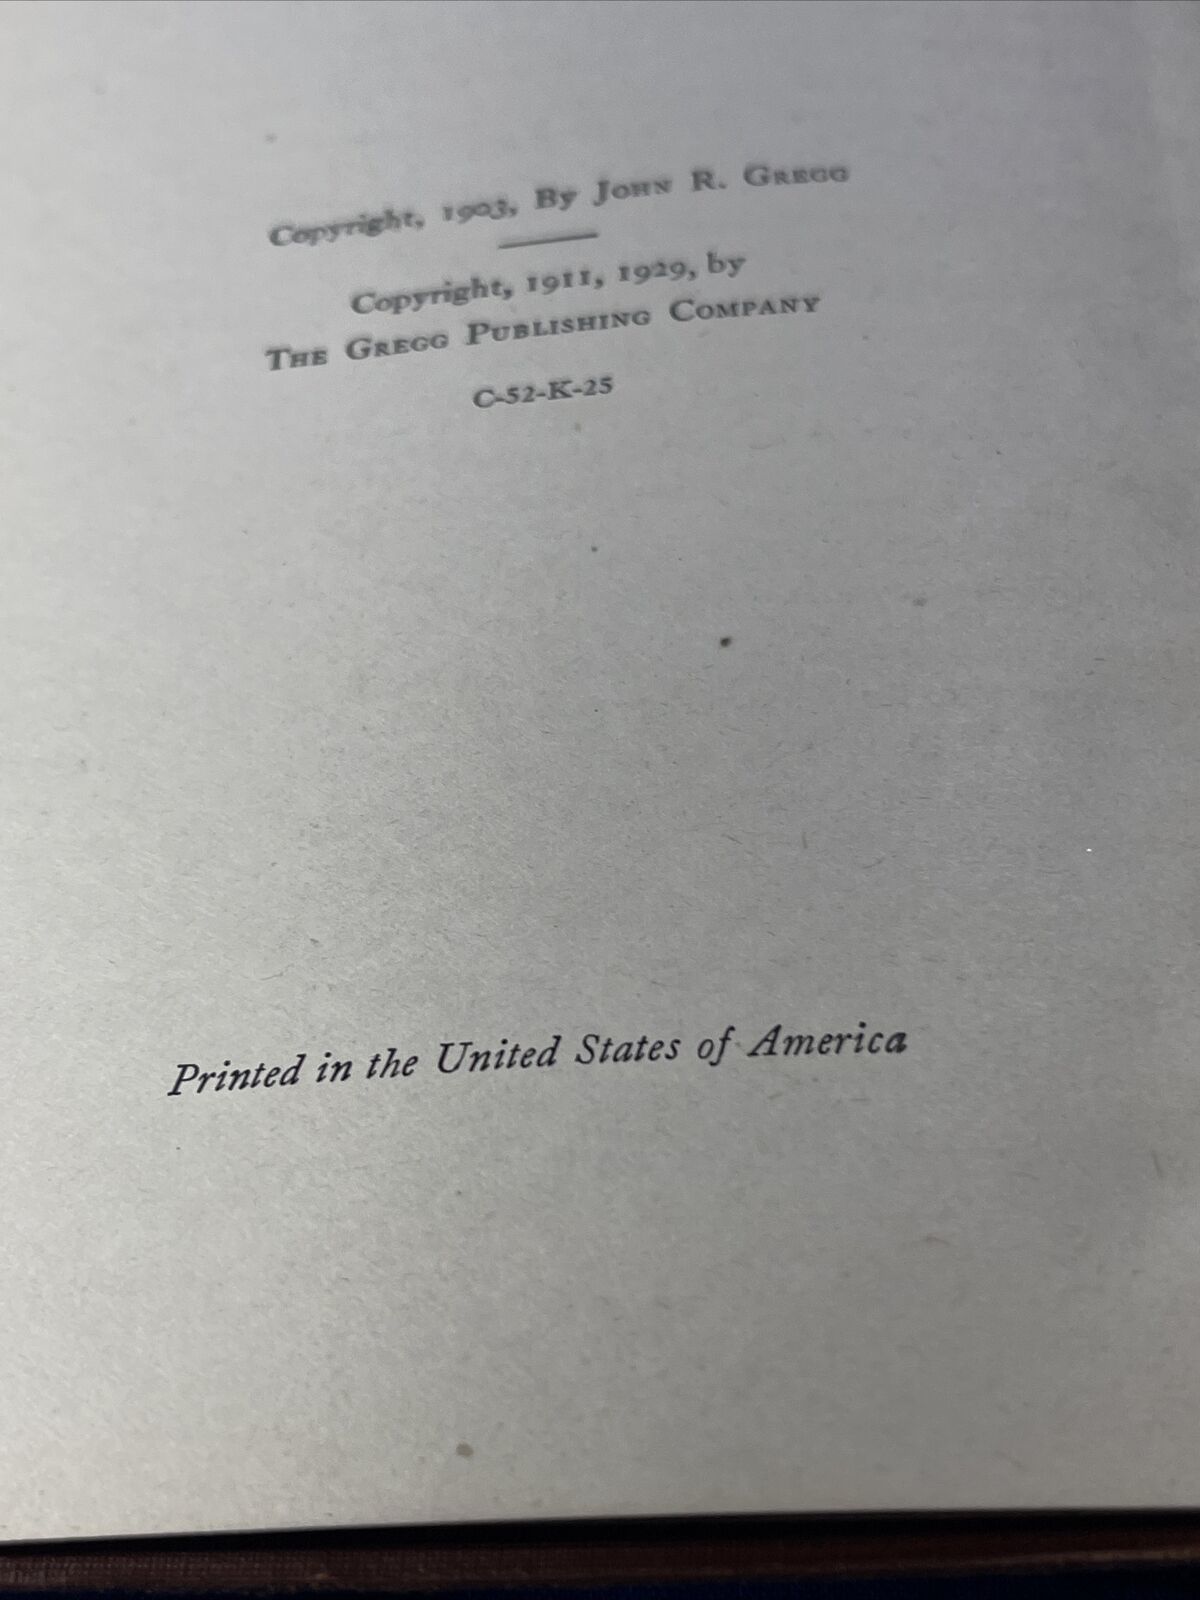 Copyright, 1903, By John R. Gregg
Copyright, 1911, 1929, by
The Gregg Publishing Company
C-52-K-25
Printed in the United States of America